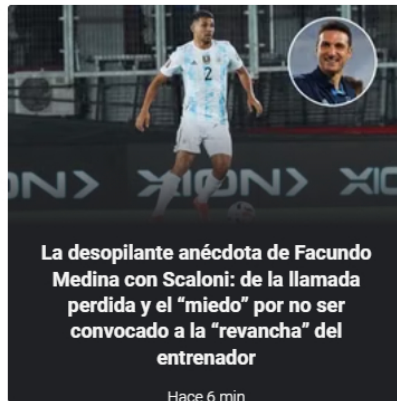 2
N> XION> XIO
La desopilante anécdota de Facundo
Medina con Scaloni: de la llamada
perdida y el “miedo” por no ser
convocado a la “revancha” del
entrenador
Hace 6 min